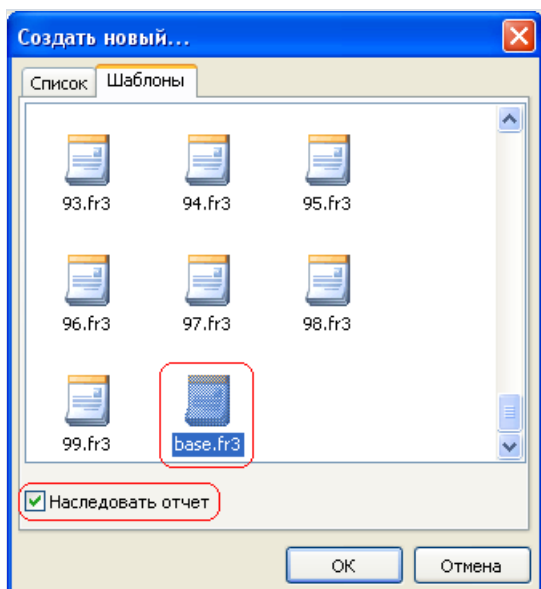 Создать новый...
Список Шаблоны
93.fr3 94.fr3 95.fr3
96.fr3 97.fr3 98.fr3
99.fr3 base.fr3
Наследовать отчет
ОК Отмена